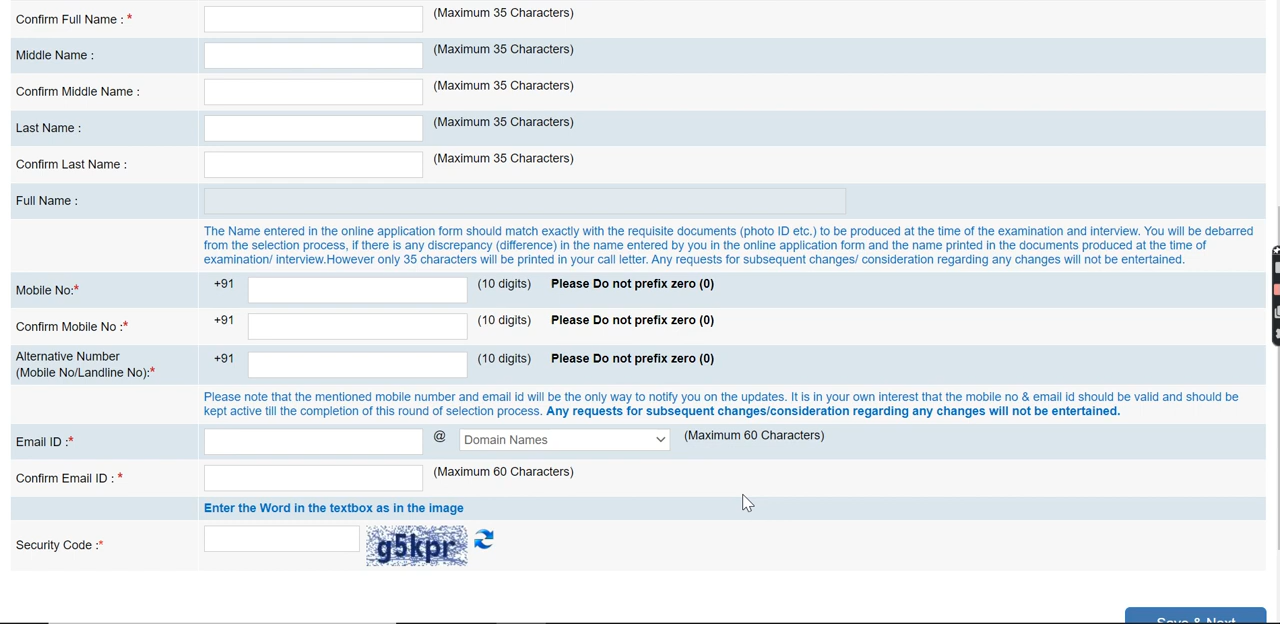 Confirm Full Name : * (Maximum 35 Characters)
Middle Name : (Maximum 35 Characters)
Confirm Middle Name : (Maximum 35 Characters)
Last Name : (Maximum 35 Characters)
Confirm Last Name : (Maximum 35 Characters)
Full Name :
The Name entered in the online application form should match exactly with the requisite documents (photo ID etc.) to be produced at the time of the examination and interview. You will be debarred
from the selection process, if there is any discrepancy (difference) in the name entered by you in the online application form and the name printed in the documents produced at the time of
examination/ interview.However only 35 characters will be printed in your call letter. Any requests for subsequent changes/ consideration regarding any changes will not be entertained.
Mobile No:* +91 (10 digits) Please Do not prefix zero (0)
Confirm Mobile No :* +91 (10 digits) Please Do not prefix zero (0)
Alternative Number
(Mobile No/Landline No):* +91 (10 digits) Please Do not prefix zero (0)
Please note that the mentioned mobile number and email id will be the only way to notify you on the updates. It is in your own interest that the mobile no & email id should be valid and should be
kept active till the completion of this round of selection process. Any requests for subsequent changes/consideration regarding any changes will not be entertained.
Email ID :* @ Domain Names (Maximum 60 Characters)
Confirm Email ID : * (Maximum 60 Characters)
Enter the Word in the textbox as in the image
Security Code :* g5kpr
Save & Next